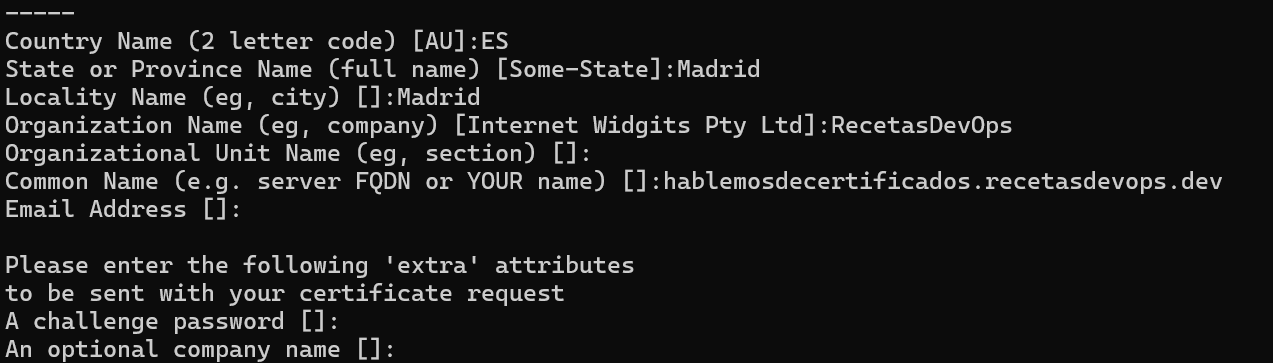 -----
Country Name (2 letter code) [AU]:ES
State or Province Name (full name) [Some-State]:Madrid
Locality Name (eg, city) []:Madrid
Organization Name (eg, company) [Internet Widgits Pty Ltd]:RecetasDevOps
Organizational Unit Name (eg, section) []:
Common Name (e.g. server FQDN or YOUR name) []:hablemosdecertificados.recetasdevops.dev
Email Address []:

Please enter the following 'extra' attributes
to be sent with your certificate request
A challenge password []:
An optional company name []: